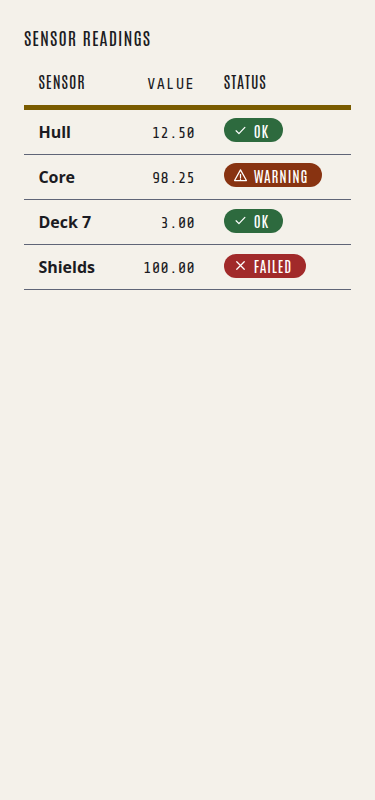 SENSOR READINGS
SENSOR VALUE STATUS
Hull 12.50 OK
Core 98.25 WARNING
Deck 7 3.00 OK
Shields 100.00 FAILED